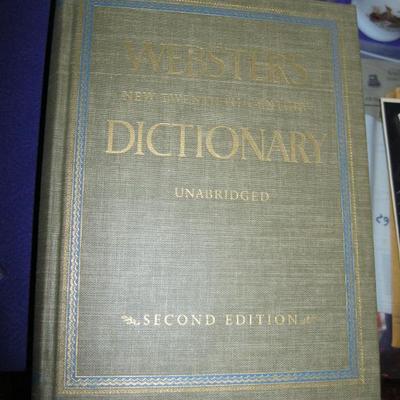 WEBSTER'S
NEW TWENTIETH CENTURY
DICTIONARY
UNABRIDGED
SECOND EDITION